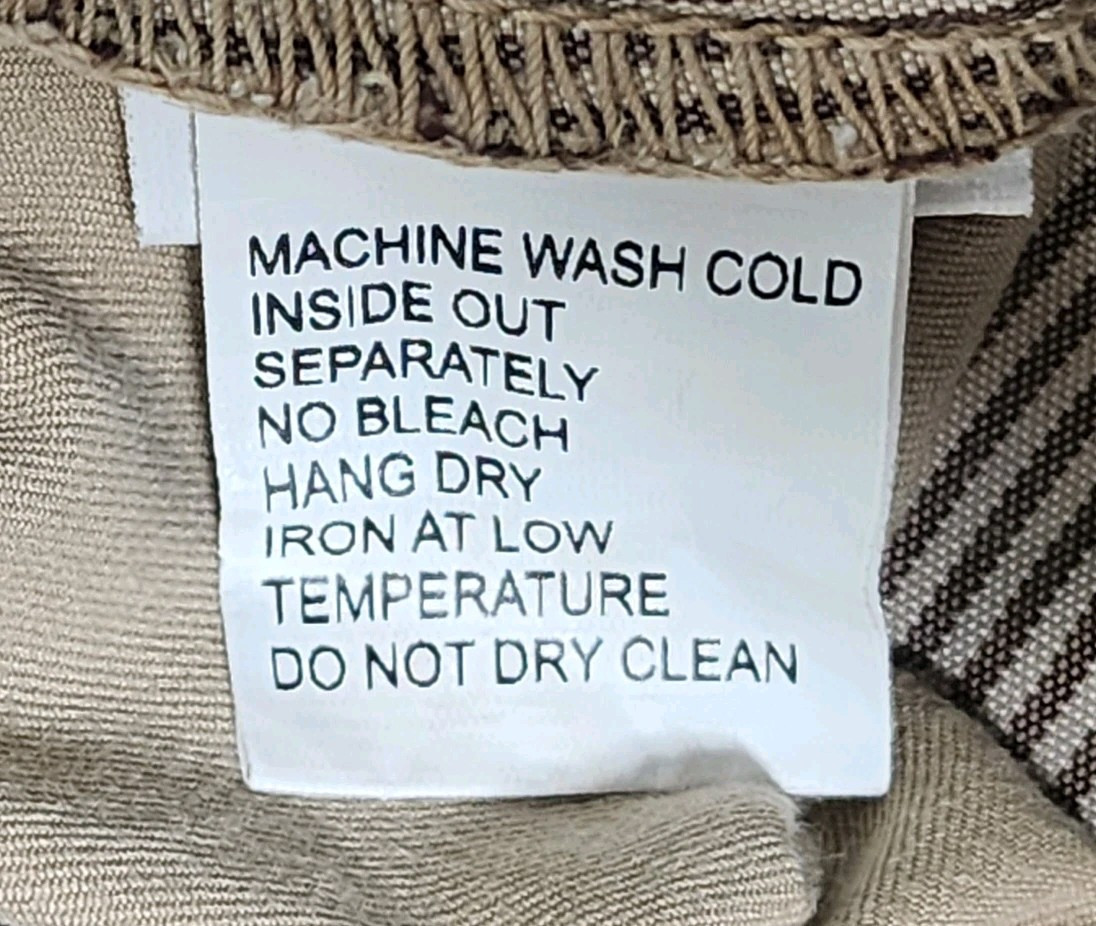 MACHINE WASH COLD
INSIDE OUT
SEPARATELY
NO BLEACH
HANG DRY
IRON AT LOW
TEMPERATURE
DO NOT DRY CLEAN